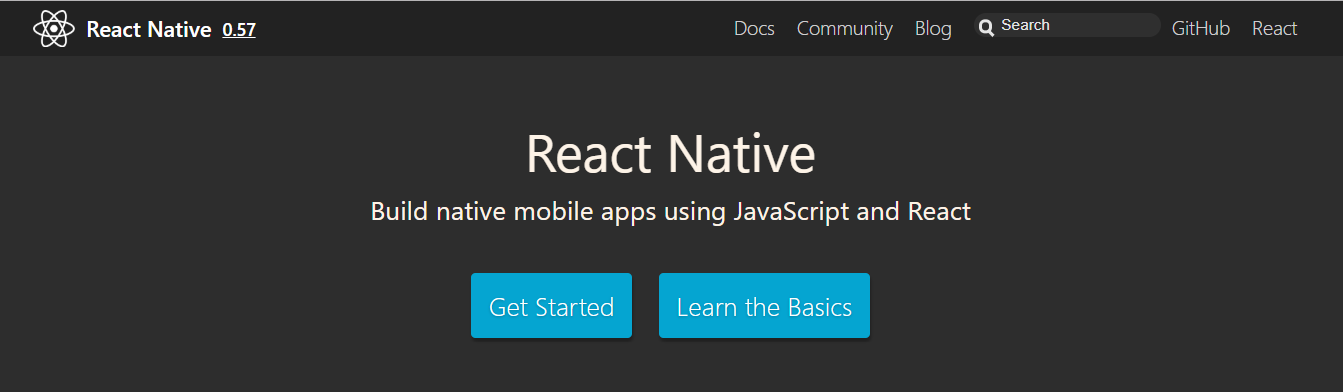 React Native 0.57 Docs Community Blog Search GitHub React
React Native
Build native mobile apps using JavaScript and React
Get Started Learn the Basics